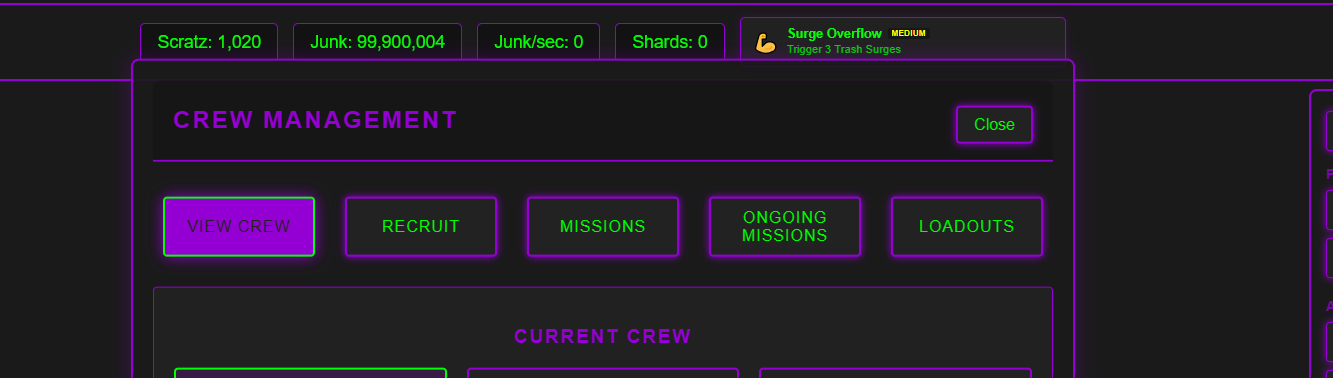 Scratz: 1,020
Junk: 99,900,004
Junk/sec: 0
Shards: 0
Surge Overflow MEDIUM
Trigger 3 Trash Surges
CREW MANAGEMENT
Close
VIEW CREW
RECRUIT
MISSIONS
ONGOING
MISSIONS
LOADOUTS
CURRENT CREW